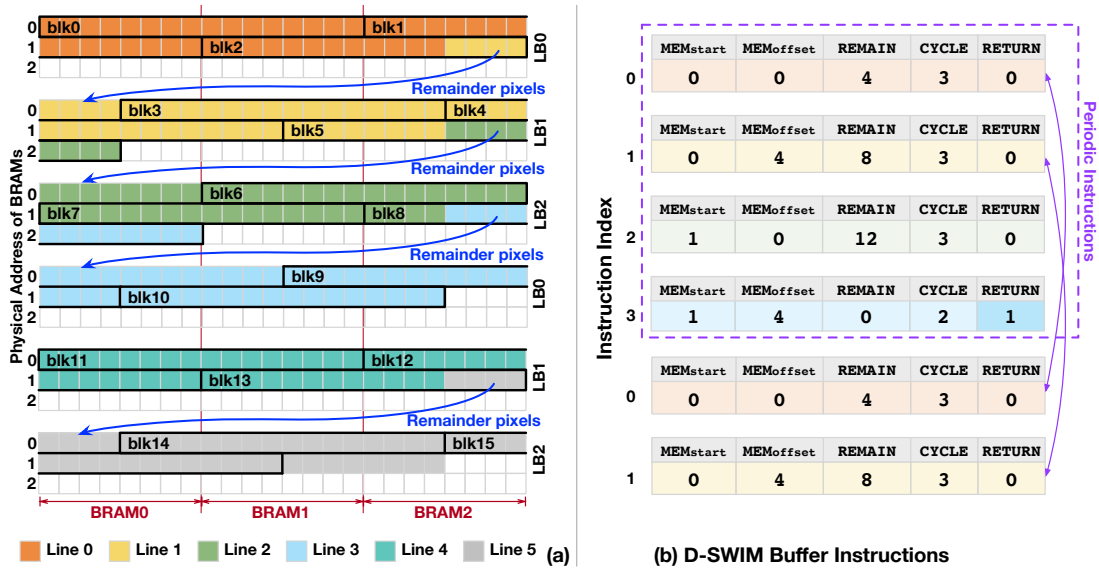 Physical Address of BRAMs
0 blk0 blk1
1 blk2
2
LB0
Remainder pixels
0 blk3 blk4
1 blk5
2
LB1
Remainder pixels
0 blk6
1 blk7 blk8
2
LB2
Remainder pixels
0 blk9
1 blk10
2
LB0
0 blk11 blk12
1 blk13
2
LB1
Remainder pixels
0 blk14 blk15
1
2
LB2
BRAM0 BRAM1 BRAM2
Line 0 Line 1 Line 2 Line 3 Line 4 Line 5 (a)
Instruction Index
Periodic Instructions
MEMstart MEMoffset REMAIN CYCLE RETURN
0 0 0 4 3 0
MEMstart MEMoffset REMAIN CYCLE RETURN
1 0 4 8 3 0
MEMstart MEMoffset REMAIN CYCLE RETURN
2 1 0 12 3 0
MEMstart MEMoffset REMAIN CYCLE RETURN
3 1 4 0 2 1
MEMstart MEMoffset REMAIN CYCLE RETURN
0 0 0 4 3 0
MEMstart MEMoffset REMAIN CYCLE RETURN
1 0 4 8 3 0
(b) D-SWIM Buffer Instructions